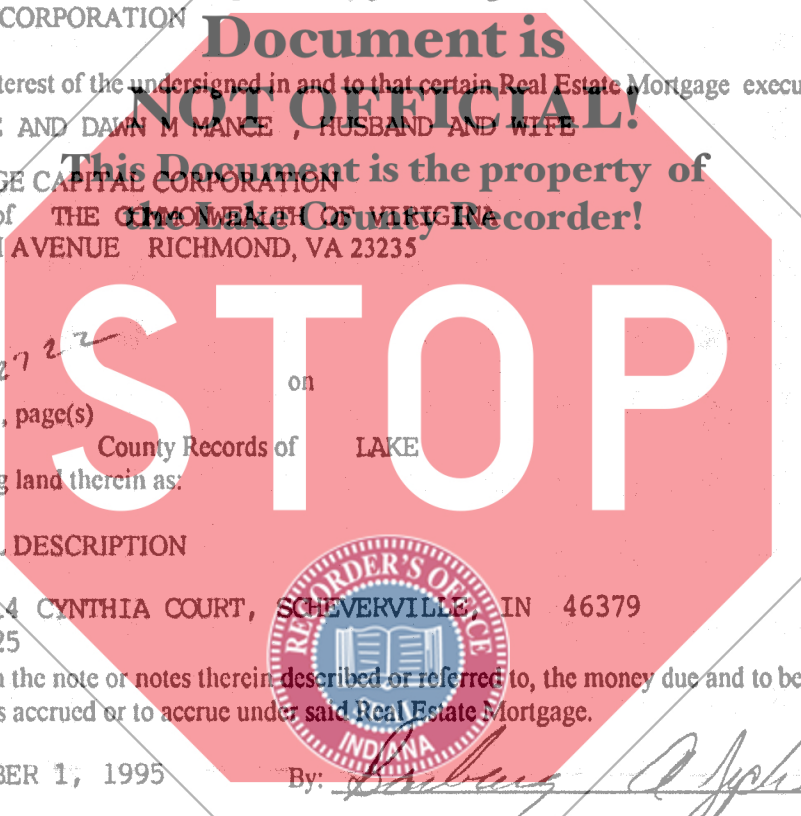 CORPORATION
Document is
terest of the undersigned in and to that certain Real Estate Mortgage execu
NOT OFFICIAL!
E AND DAWN M MANCE , HUSBAND AND WIFE
This Document is the property of
GE CAPITAL CORPORATION
of THE COMMONWEALTH OF VIRIGINA
the Lake County Recorder!
AVENUE RICHMOND, VA 23235
STOP
2722
on
, page(s)
County Records of LAKE
g land therein as:
DESCRIPTION
RECORDER'S OFFICE
14 CYNTHIA COURT, SCHEVERVILLE, IN 46379
25
the note or notes therein described or referred to, the money due and to be
s accrued or to accrue under said Real Estate Mortgage.
INDIANA
BER 1, 1995 By: Barbara A